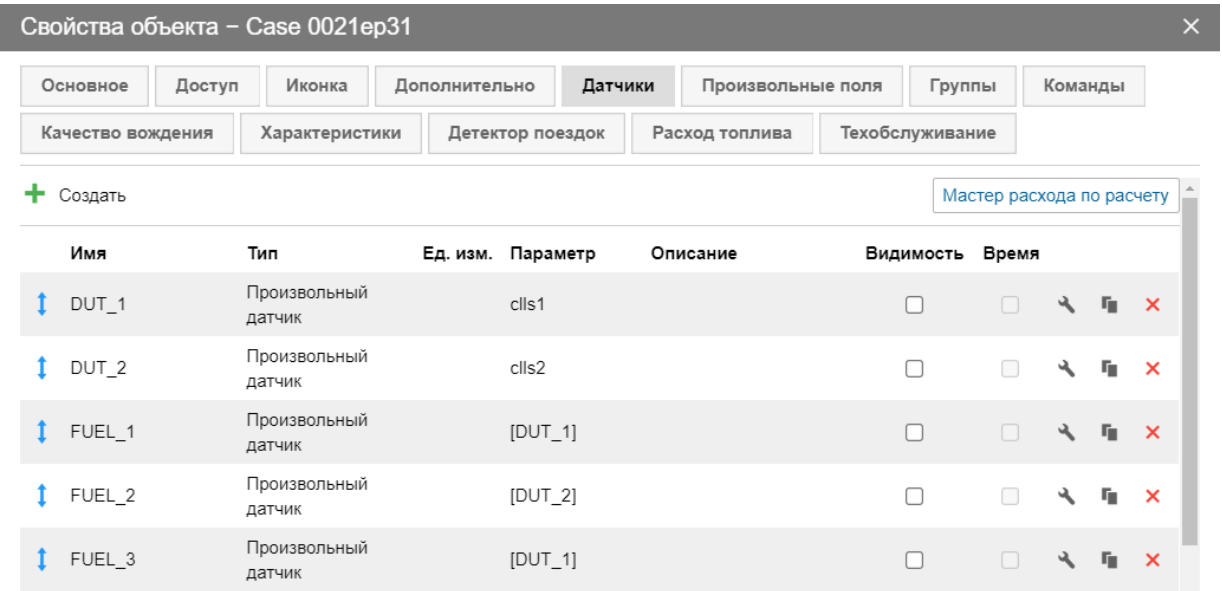 Свойства объекта – Case 0021ep31
Основное Доступ Иконка Дополнительно Датчики Произвольные поля Группы Команды
Качество вождения Характеристики Детектор поездок Расход топлива Техобслуживание
Создать Мастер расхода по расчету
Имя Тип Ед. изм. Параметр Описание Видимость Время
DUT_1 Произвольный датчик clls1
DUT_2 Произвольный датчик clls2
FUEL_1 Произвольный датчик [DUT_1]
FUEL_2 Произвольный датчик [DUT_2]
FUEL_3 Произвольный датчик [DUT_1]